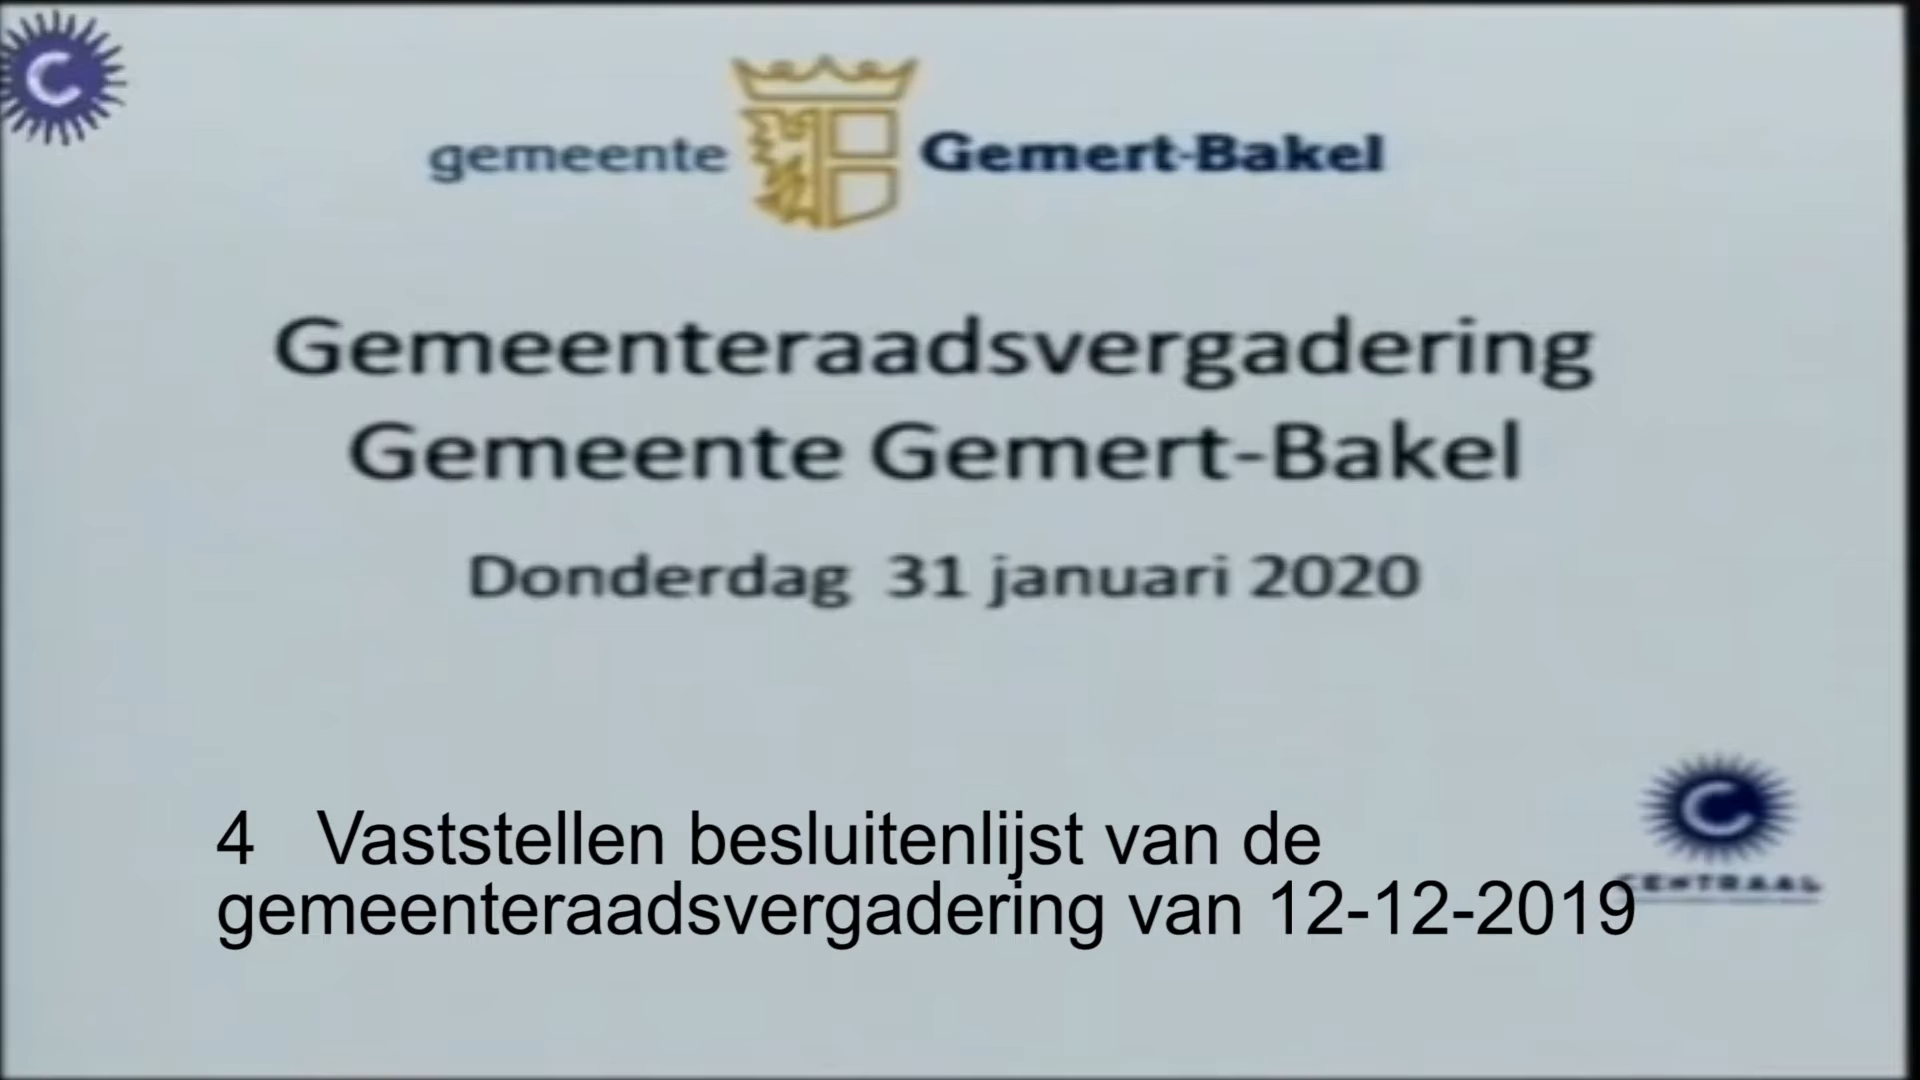 C
gemeente Gemert-Bakel
Gemeenteraadsvergadering
Gemeente Gemert-Bakel
Donderdag 31 januari 2020
C
CENTRAAL
4 Vaststellen besluitenlijst van de
gemeenteraadsvergadering van 12-12-2019